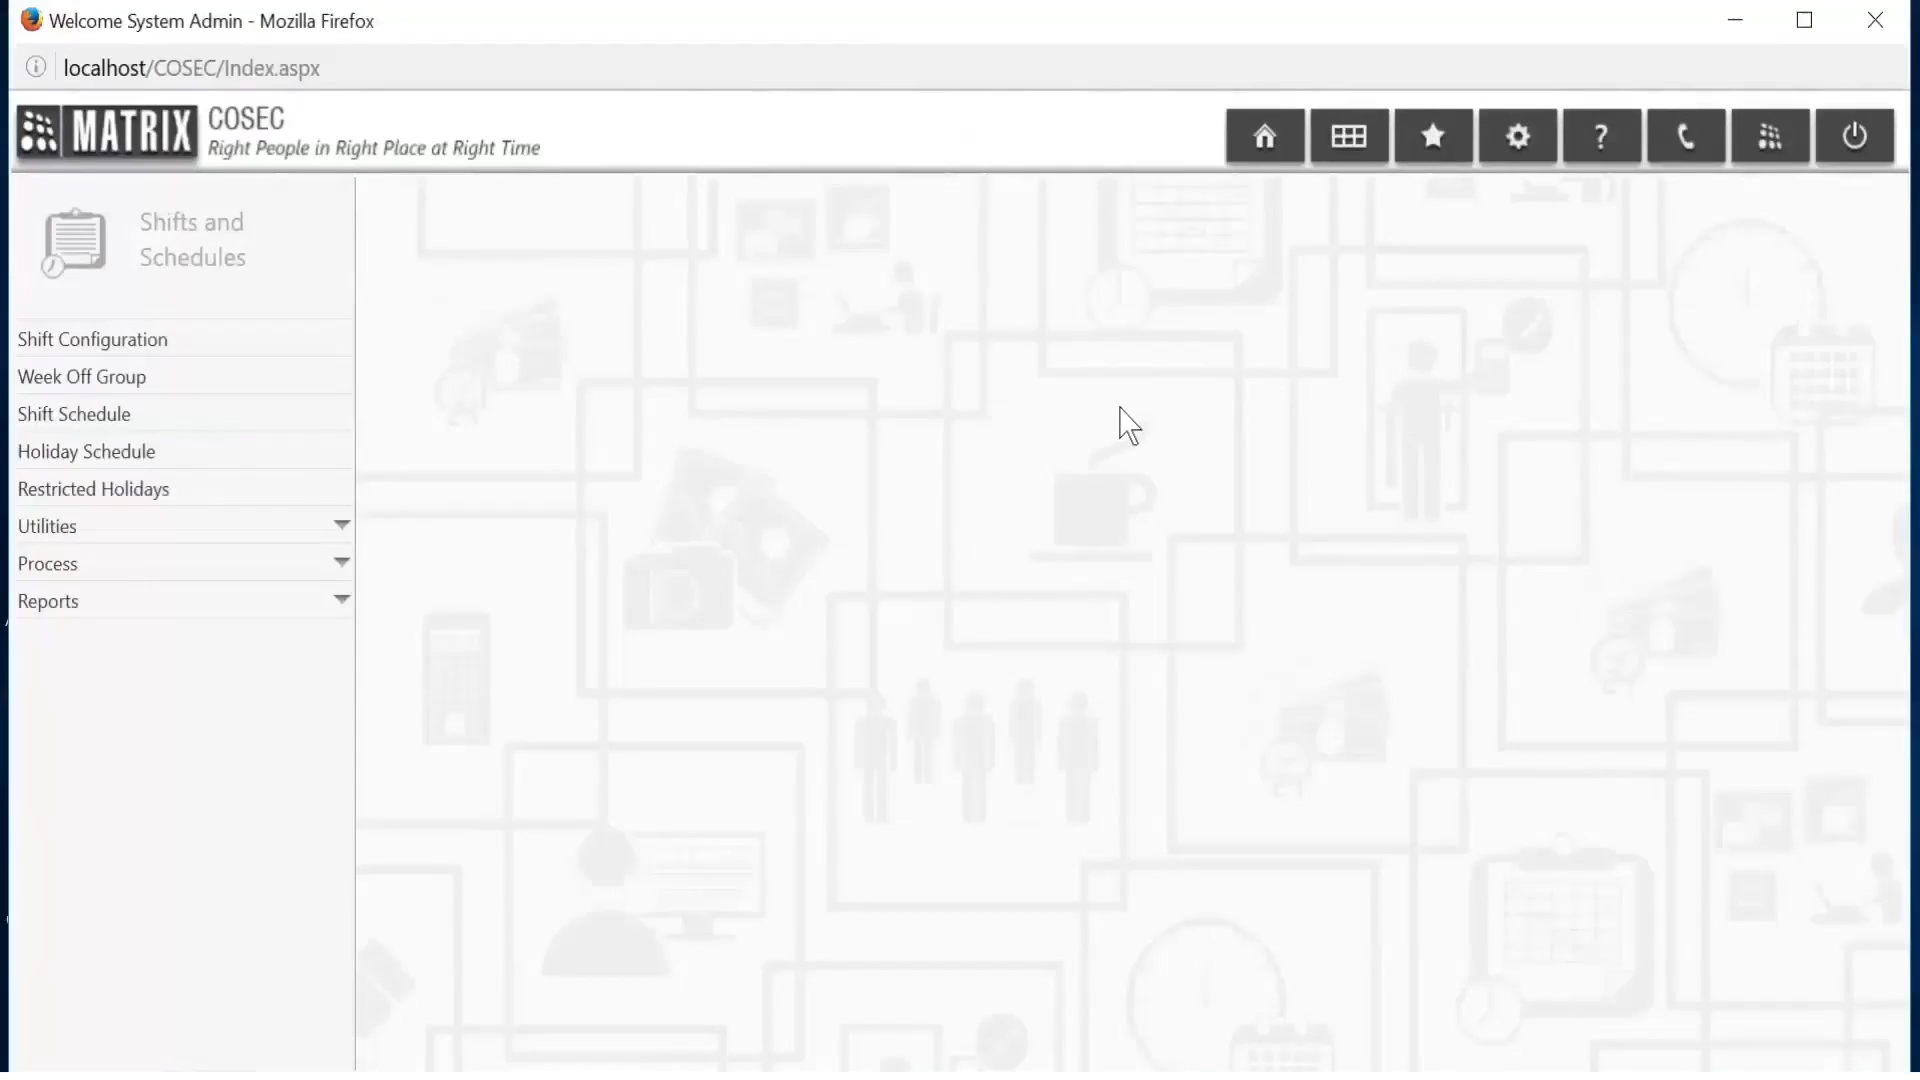 Welcome System Admin - Mozilla Firefox
localhost/COSEC/Index.aspx
MATRIX
COSEC
Right People in Right Place at Right Time
?
Shifts and
Schedules
Shift Configuration
Week Off Group
Shift Schedule
Holiday Schedule
Restricted Holidays
Utilities
Process
Reports